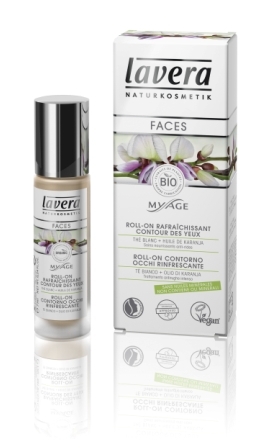 lavera
NATURKOSMETIK
FACES
BIO
MY AGE
ROLL-ON RAFRAÎCHISSANT
CONTOUR DES YEUX
THÉ BLANC + HUILE DE KARANJA
ROLL-ON CONTORNO
OCCHI RINFRESCANTE
TÈ BIANCO + OLIO DI KARANJA
Vegan
lavera
NATURKOSMETIK
FACES
MY AGE
ROLL-ON
RAFRAÎCHISSANT
CONTOUR DES YEUX
ROLL-ON CONTORNO
OCCHI RINFRESCANTE